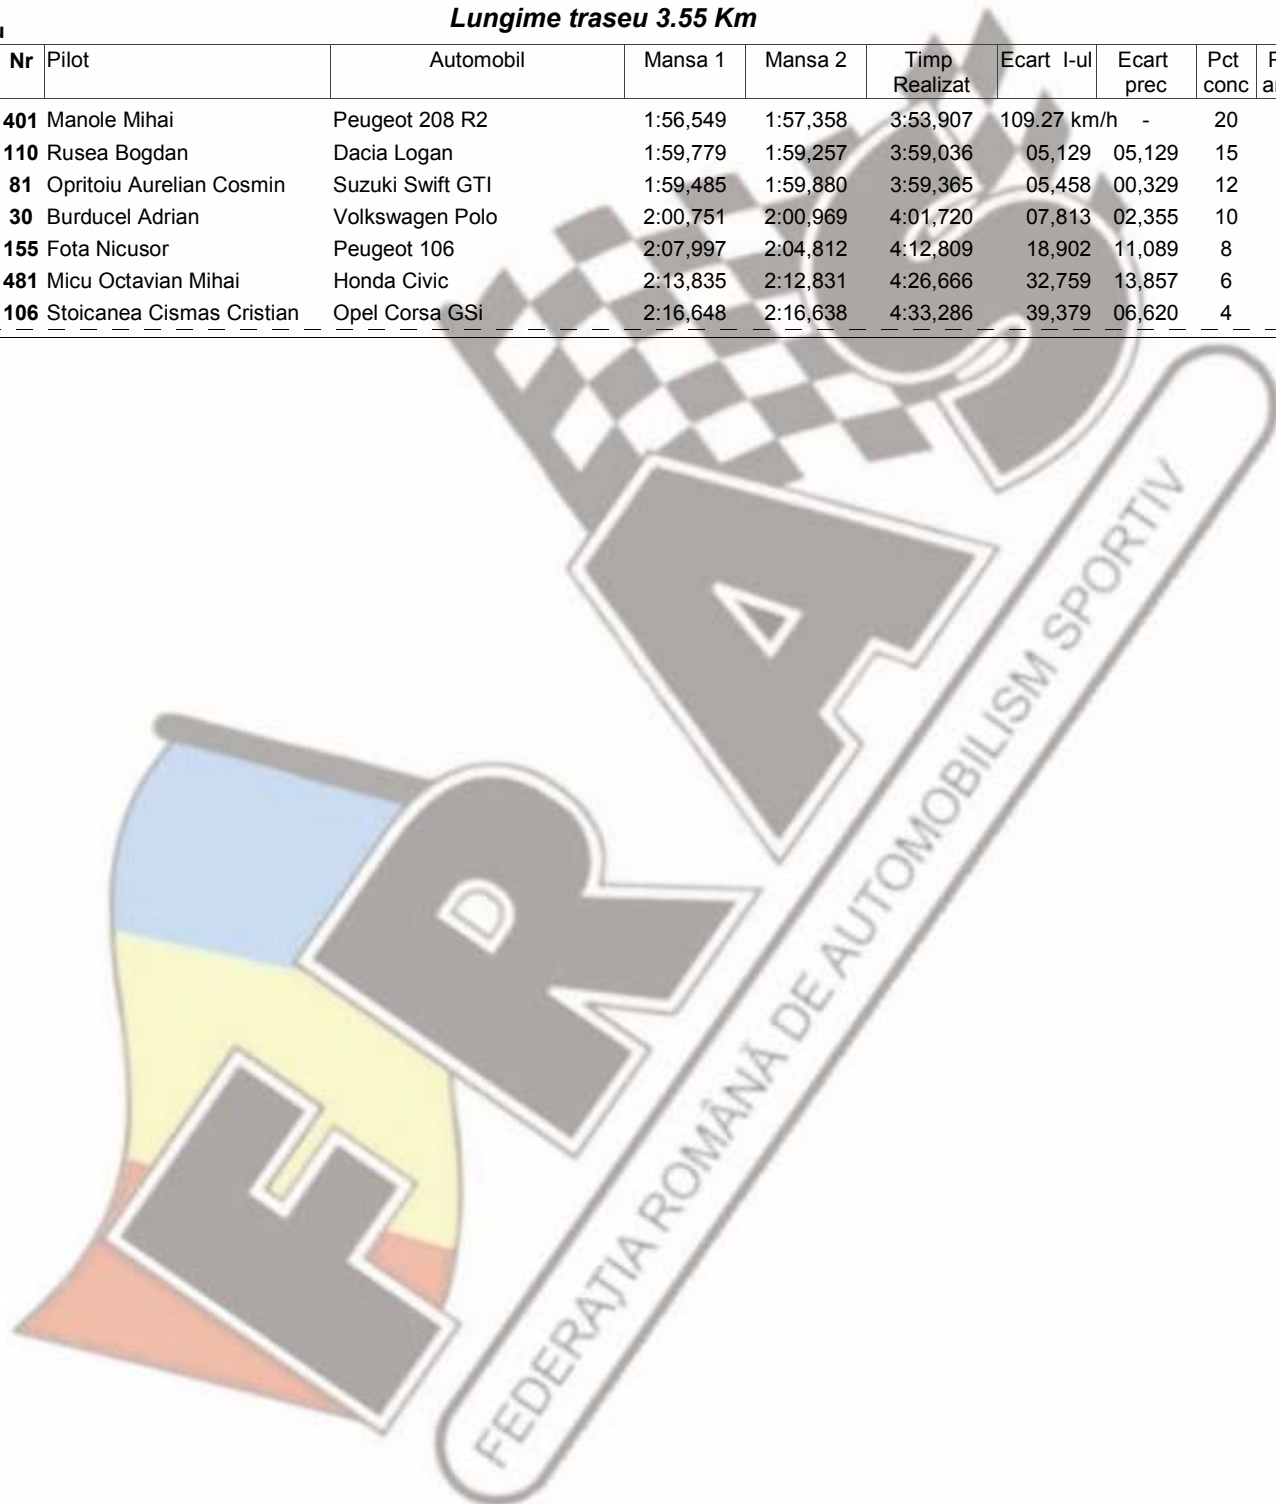 Lungime traseu 3.55 Km
u
Nr Pilot Automobil Mansa 1 Mansa 2 Timp Realizat Ecart I-ul Ecart prec Pct conc
401 Manole Mihai Peugeot 208 R2 1:56,549 1:57,358 3:53,907 109.27 km/h - 20
110 Rusea Bogdan Dacia Logan 1:59,779 1:59,257 3:59,036 05,129 05,129 15
81 Opritoiu Aurelian Cosmin Suzuki Swift GTI 1:59,485 1:59,880 3:59,365 05,458 00,329 12
30 Burducel Adrian Volkswagen Polo 2:00,751 2:00,969 4:01,720 07,813 02,355 10
155 Fota Nicusor Peugeot 106 2:07,997 2:04,812 4:12,809 18,902 11,089 8
481 Micu Octavian Mihai Honda Civic 2:13,835 2:12,831 4:26,666 32,759 13,857 6
106 Stoicanea Cismas Cristian Opel Corsa GSi 2:16,648 2:16,638 4:33,286 39,379 06,620 4
FRAS
FEDERAŢIA ROMÂNĂ DE AUTOMOBILISM SPORTIV